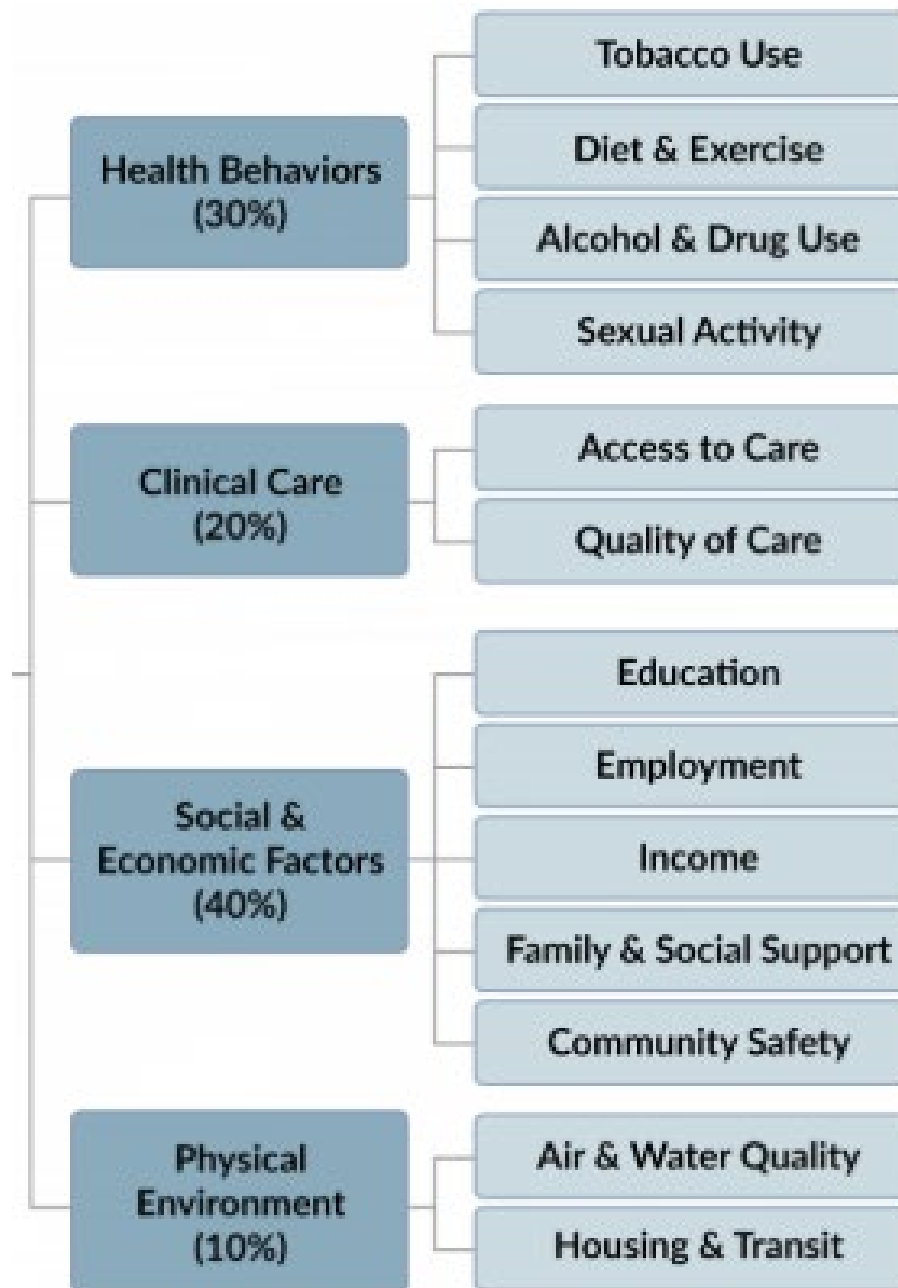 Health Behaviors
(30%)
Tobacco Use
Diet & Exercise
Alcohol & Drug Use
Sexual Activity
Clinical Care
(20%)
Access to Care
Quality of Care
Social &
Economic Factors
(40%)
Education
Employment
Income
Family & Social Support
Community Safety
Physical
Environment
(10%)
Air & Water Quality
Housing & Transit